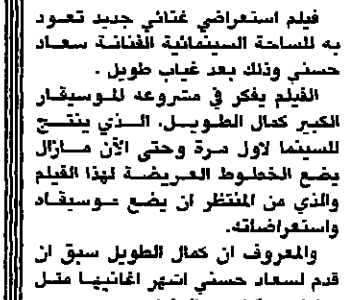 فيلم استعراضي غنائي جديد تعود
به للساحة السينمائية الفنانة سعاد
حسني وذلك بعد غياب طويل .
الفيلم يفكر في مشروعه الموسيقار
الكبير كمال الطويل. الذي ينتج
للسينما لاول مرة وحتى الآن مازال
يضع الخطوط العريضة لهذا الفيلم
والذي من المنتظر ان يضع موسيقاه
واستعراضاته.
والمعروف ان كمال الطويل سبق ان
قدم لسعاد حسني اشهر اغانيها مثل